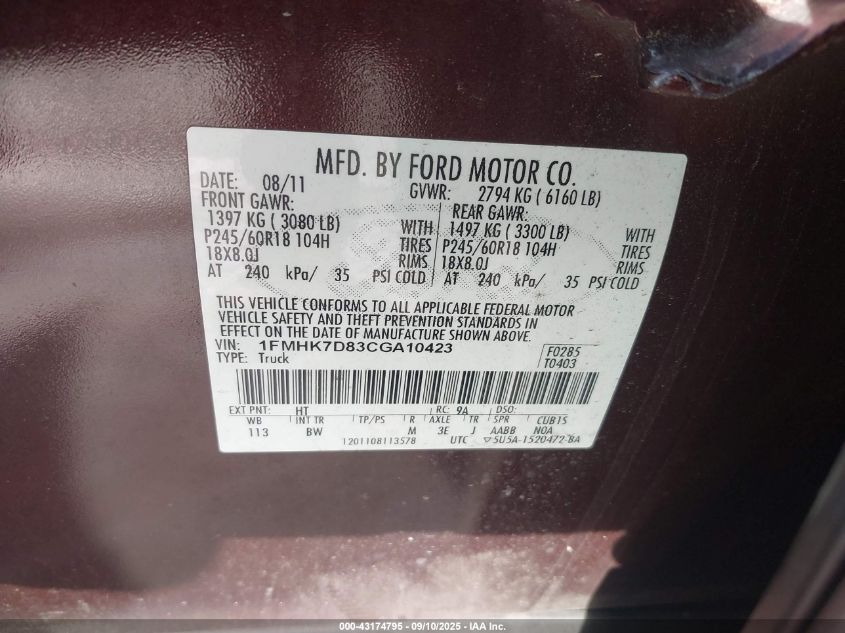 MFD. BY FORD MOTOR CO.
DATE: 08/11 GVWR: 2794 KG ( 6160 LB)
FRONT GAWR: REAR GAWR:
1397 KG ( 3080 LB) WITH 1497 KG ( 3300 LB) WITH
P245/60R18 104H TIRES P245/60R18 104H TIRES
18X8.0J RIMS 18X8.0J RIMS
AT 240 kPa/ 35 PSI COLD AT 240 kPa/ 35 PSI COLD
THIS VEHICLE CONFORMS TO ALL APPLICABLE FEDERAL MOTOR
VEHICLE SAFETY AND THEFT PREVENTION STANDARDS IN
EFFECT ON THE DATE OF MANUFACTURE SHOWN ABOVE.
VIN: 1FMHK7D83CGA10423 F0285
TYPE: Truck T0403
EXT PNT: HT RC: 9A DSO:
WB INT TR TP/PS R AXLE TR SPR CUB15
113 BW M 3E J AABB NOA
1201108113578 UTC ▽5U5A-1520472-BA
000-43174795 - 09/10/2025 - IAA Inc.